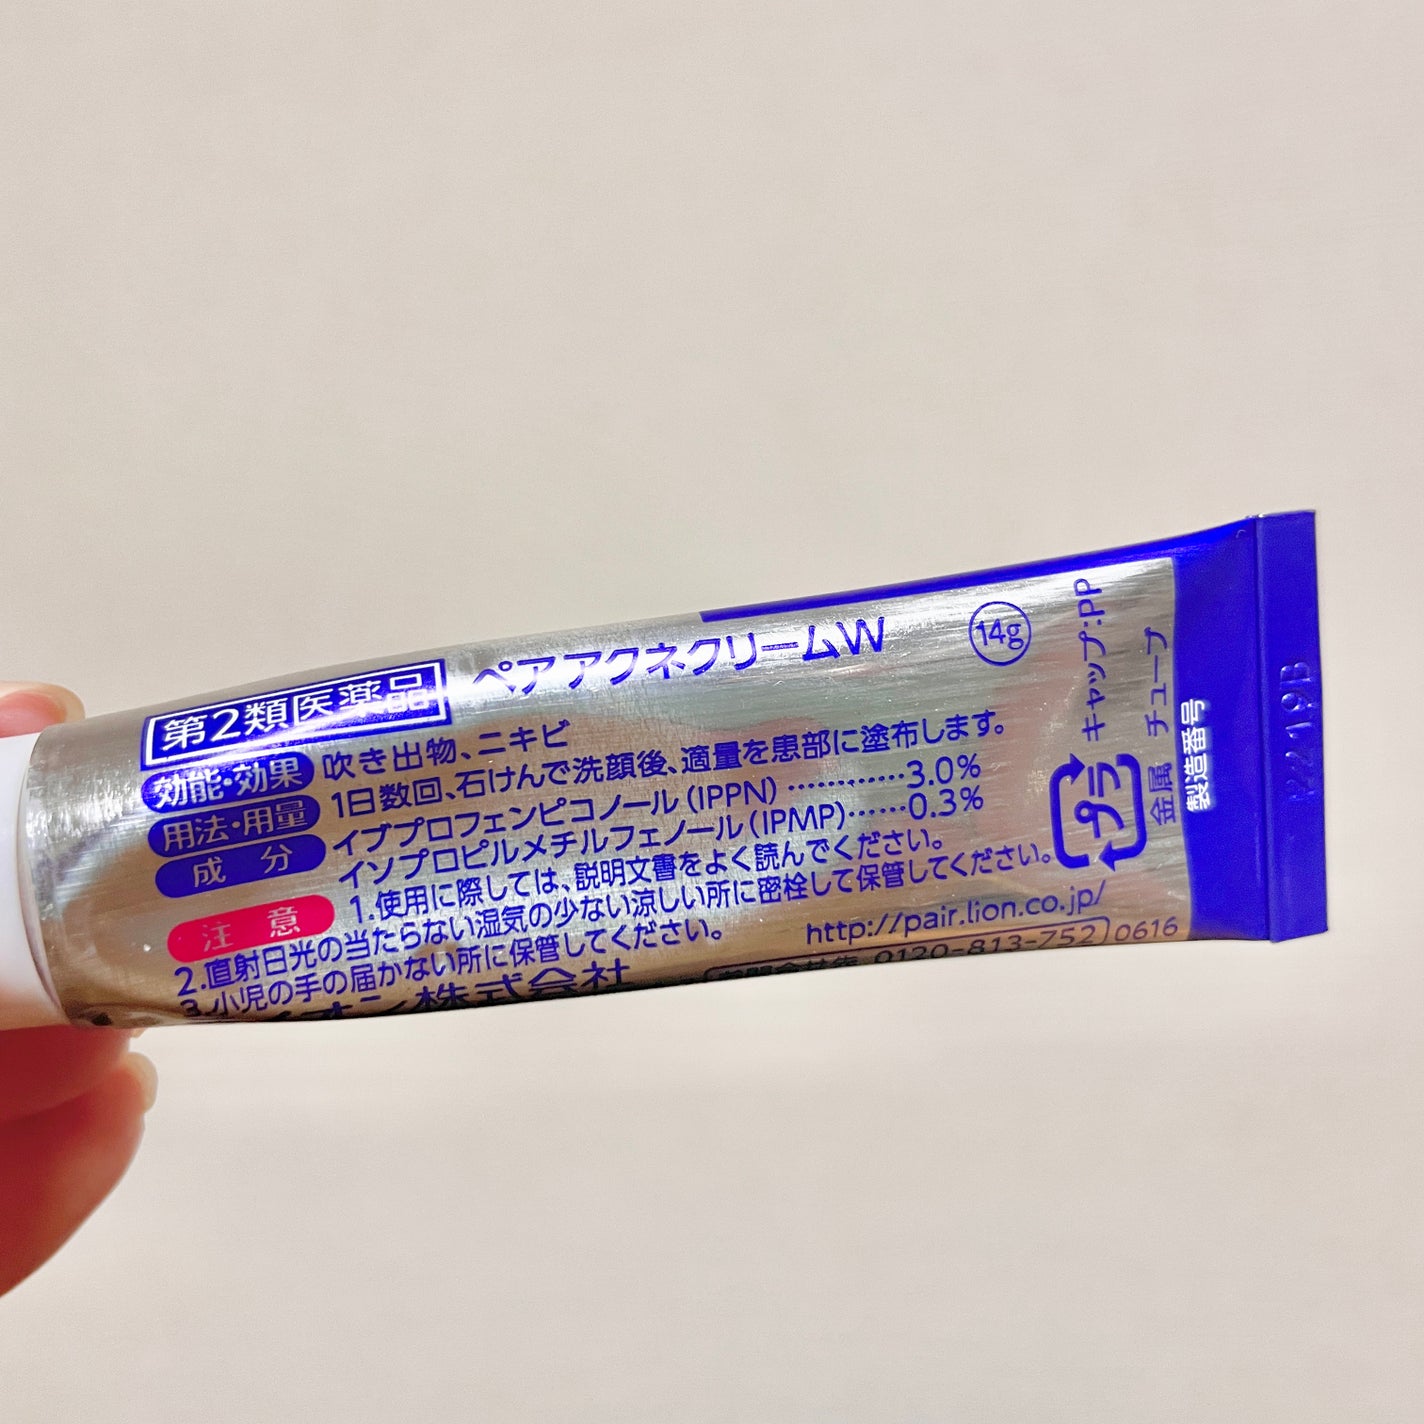 第2類医薬品 ペアアクネクリームW 14g
効能・効果 吹き出物、ニキビ
用法・用量 1日数回、石けんで洗顔後、適量を患部に塗布します。
成分 イブプロフェンピコノール(IPPN)…………3.0%
イソプロピルメチルフェノール(IPMP)……0.3%
注意 1.使用に際しては、説明文書をよく読んでください。
2.直射日光の当たらない湿気の少ない涼しい所に密栓して保管してください。
3.小児の手の届かない所に保管してください。
http://pair.lion.co.jp/
株式会社 0120-813-752 0616
プラ
キャップ:PP
金属 チューブ
製造番号
2219B